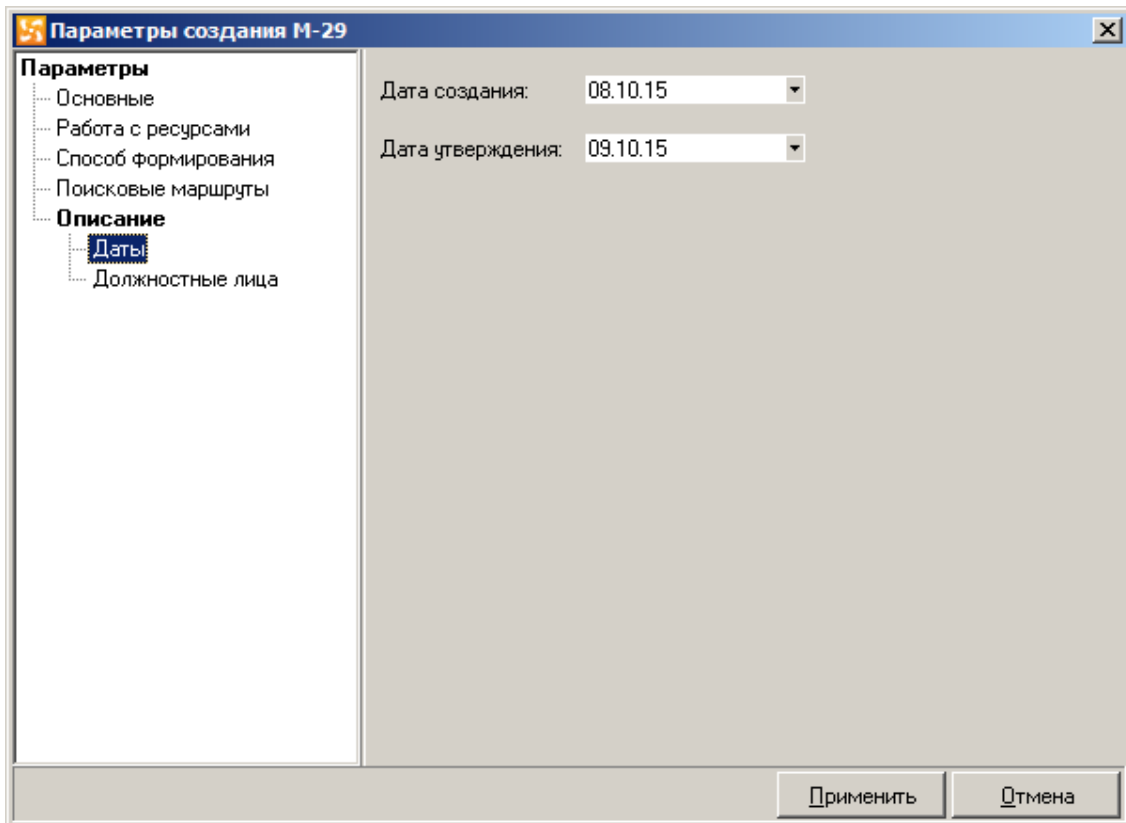 Параметры создания М-29
Параметры
Основные
Работа с ресурсами
Способ формирования
Поисковые маршруты
Описание
Даты
Должностные лица
Дата создания: 08.10.15
Дата утверждения: 09.10.15
Применить
Отмена